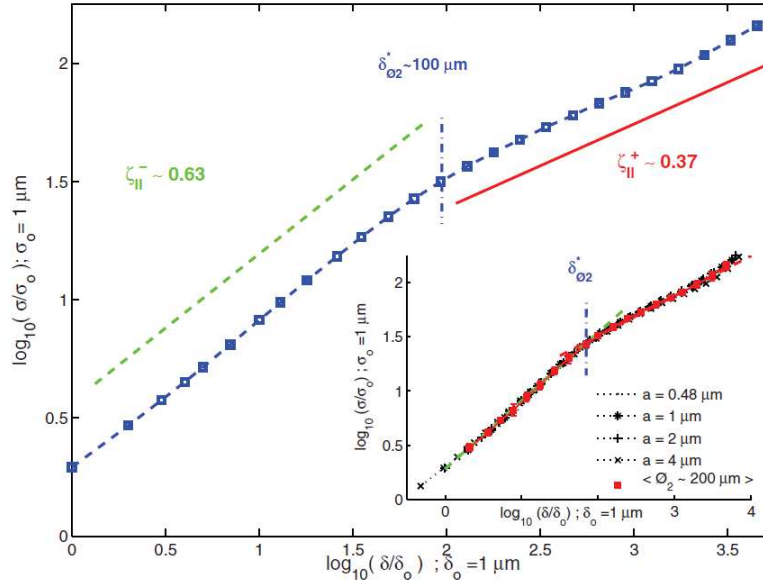 δ*Ø2~100 μm
ζII− ~ 0.63
ζII+ ~ 0.37
log10( σ/σo ) ; σo= 1 μm
2
1.5
1
0.5
0
0
0.5
1.0
1.5
2
2.5
3
3.5
log10( δ/δo )  ; δo=1 μm
δ*Ø2
log10 (σ/σo) ; σo=1 μm
2
1.5
1
0.5
0
0
3
4
log10 (δ/δo) ; δo=1 μm
a = 0.48 μm
a = 1 μm
a = 2 μm
a = 4 μm
< Ø2 ~ 200 μm >